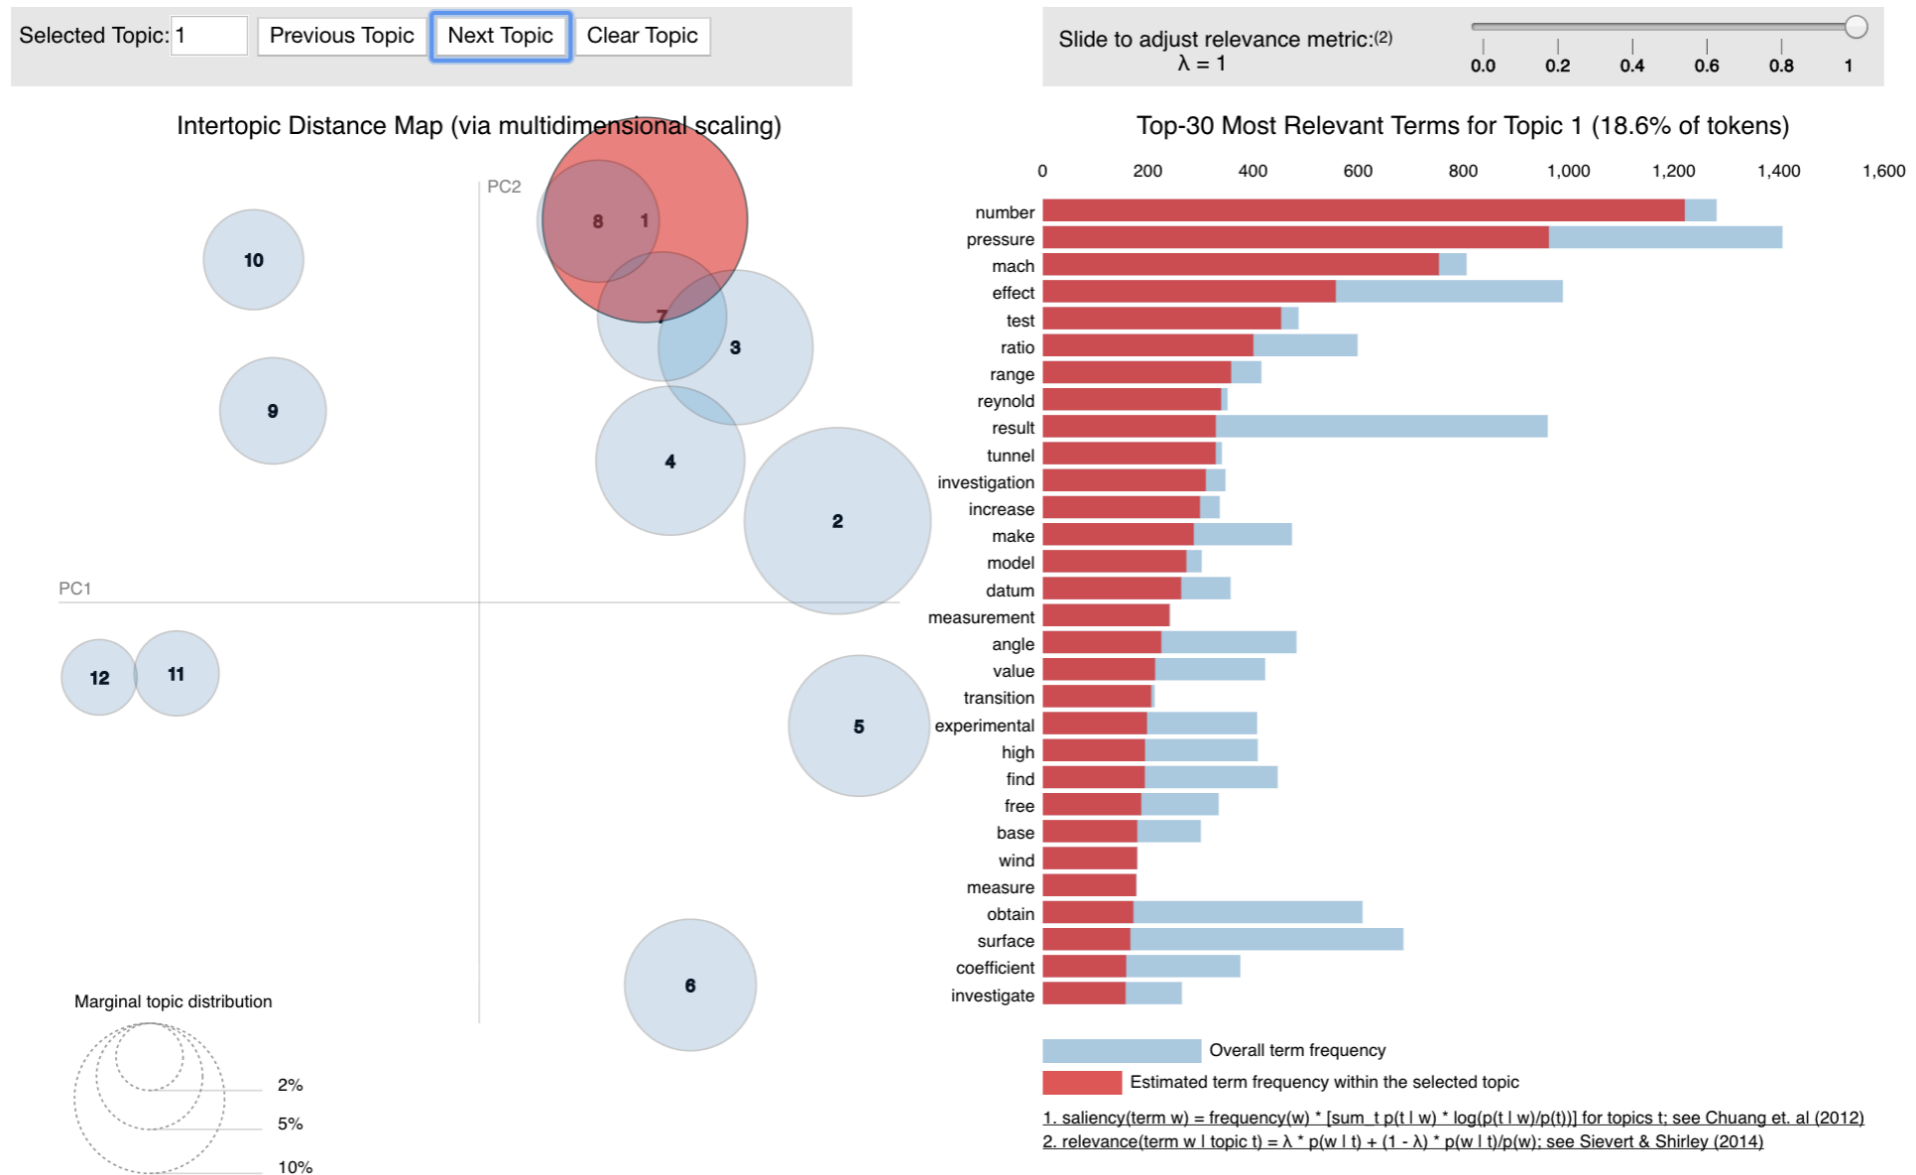 Selected Topic: 1 Previous Topic Next Topic Clear Topic
Slide to adjust relevance metric:(2)
λ = 1
0.0 0.2 0.4 0.6 0.8 1
Intertopic Distance Map (via multidimensional scaling)
PC2
PC1
8
1
10
7
3
9
4
2
12
11
5
6
Marginal topic distribution
2%
5%
10%
Top-30 Most Relevant Terms for Topic 1 (18.6% of tokens)
0 200 400 600 800 1,000 1,200 1,400 1,600
number
pressure
mach
effect
test
ratio
range
reynold
result
tunnel
investigation
increase
make
model
datum
measurement
angle
value
transition
experimental
high
find
free
base
wind
measure
obtain
surface
coefficient
investigate
Overall term frequency
Estimated term frequency within the selected topic
1. saliency(term w) = frequency(w) * [sum_t p(t | w) * log(p(t | w)/p(t))] for topics t; see Chuang et. al (2012)
2. relevance(term w | topic t) = λ * p(w | t) + (1 - λ) * p(w | t)/p(w); see Sievert & Shirley (2014)